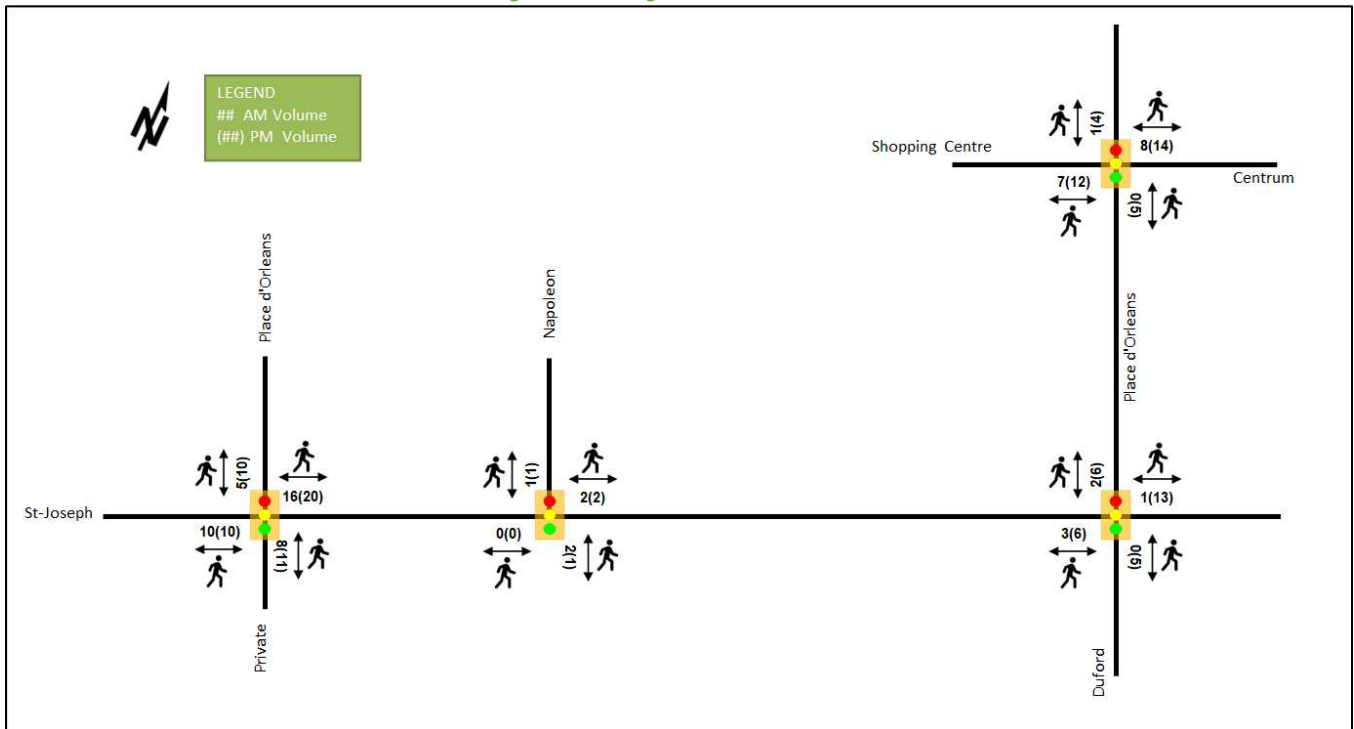 LEGEND
## AM Volume
(##) PM Volume
1(4)
8(14)
Shopping Centre
Centrum
7(12)
0(5)
Place d'Orleans
Napoleon
Place d'Orleans
5(10)
16(20)
1(1)
2(2)
2(6)
1(13)
St-Joseph
10(10)
8(11)
0(0)
2(1)
3(6)
0(5)
Private
Duford